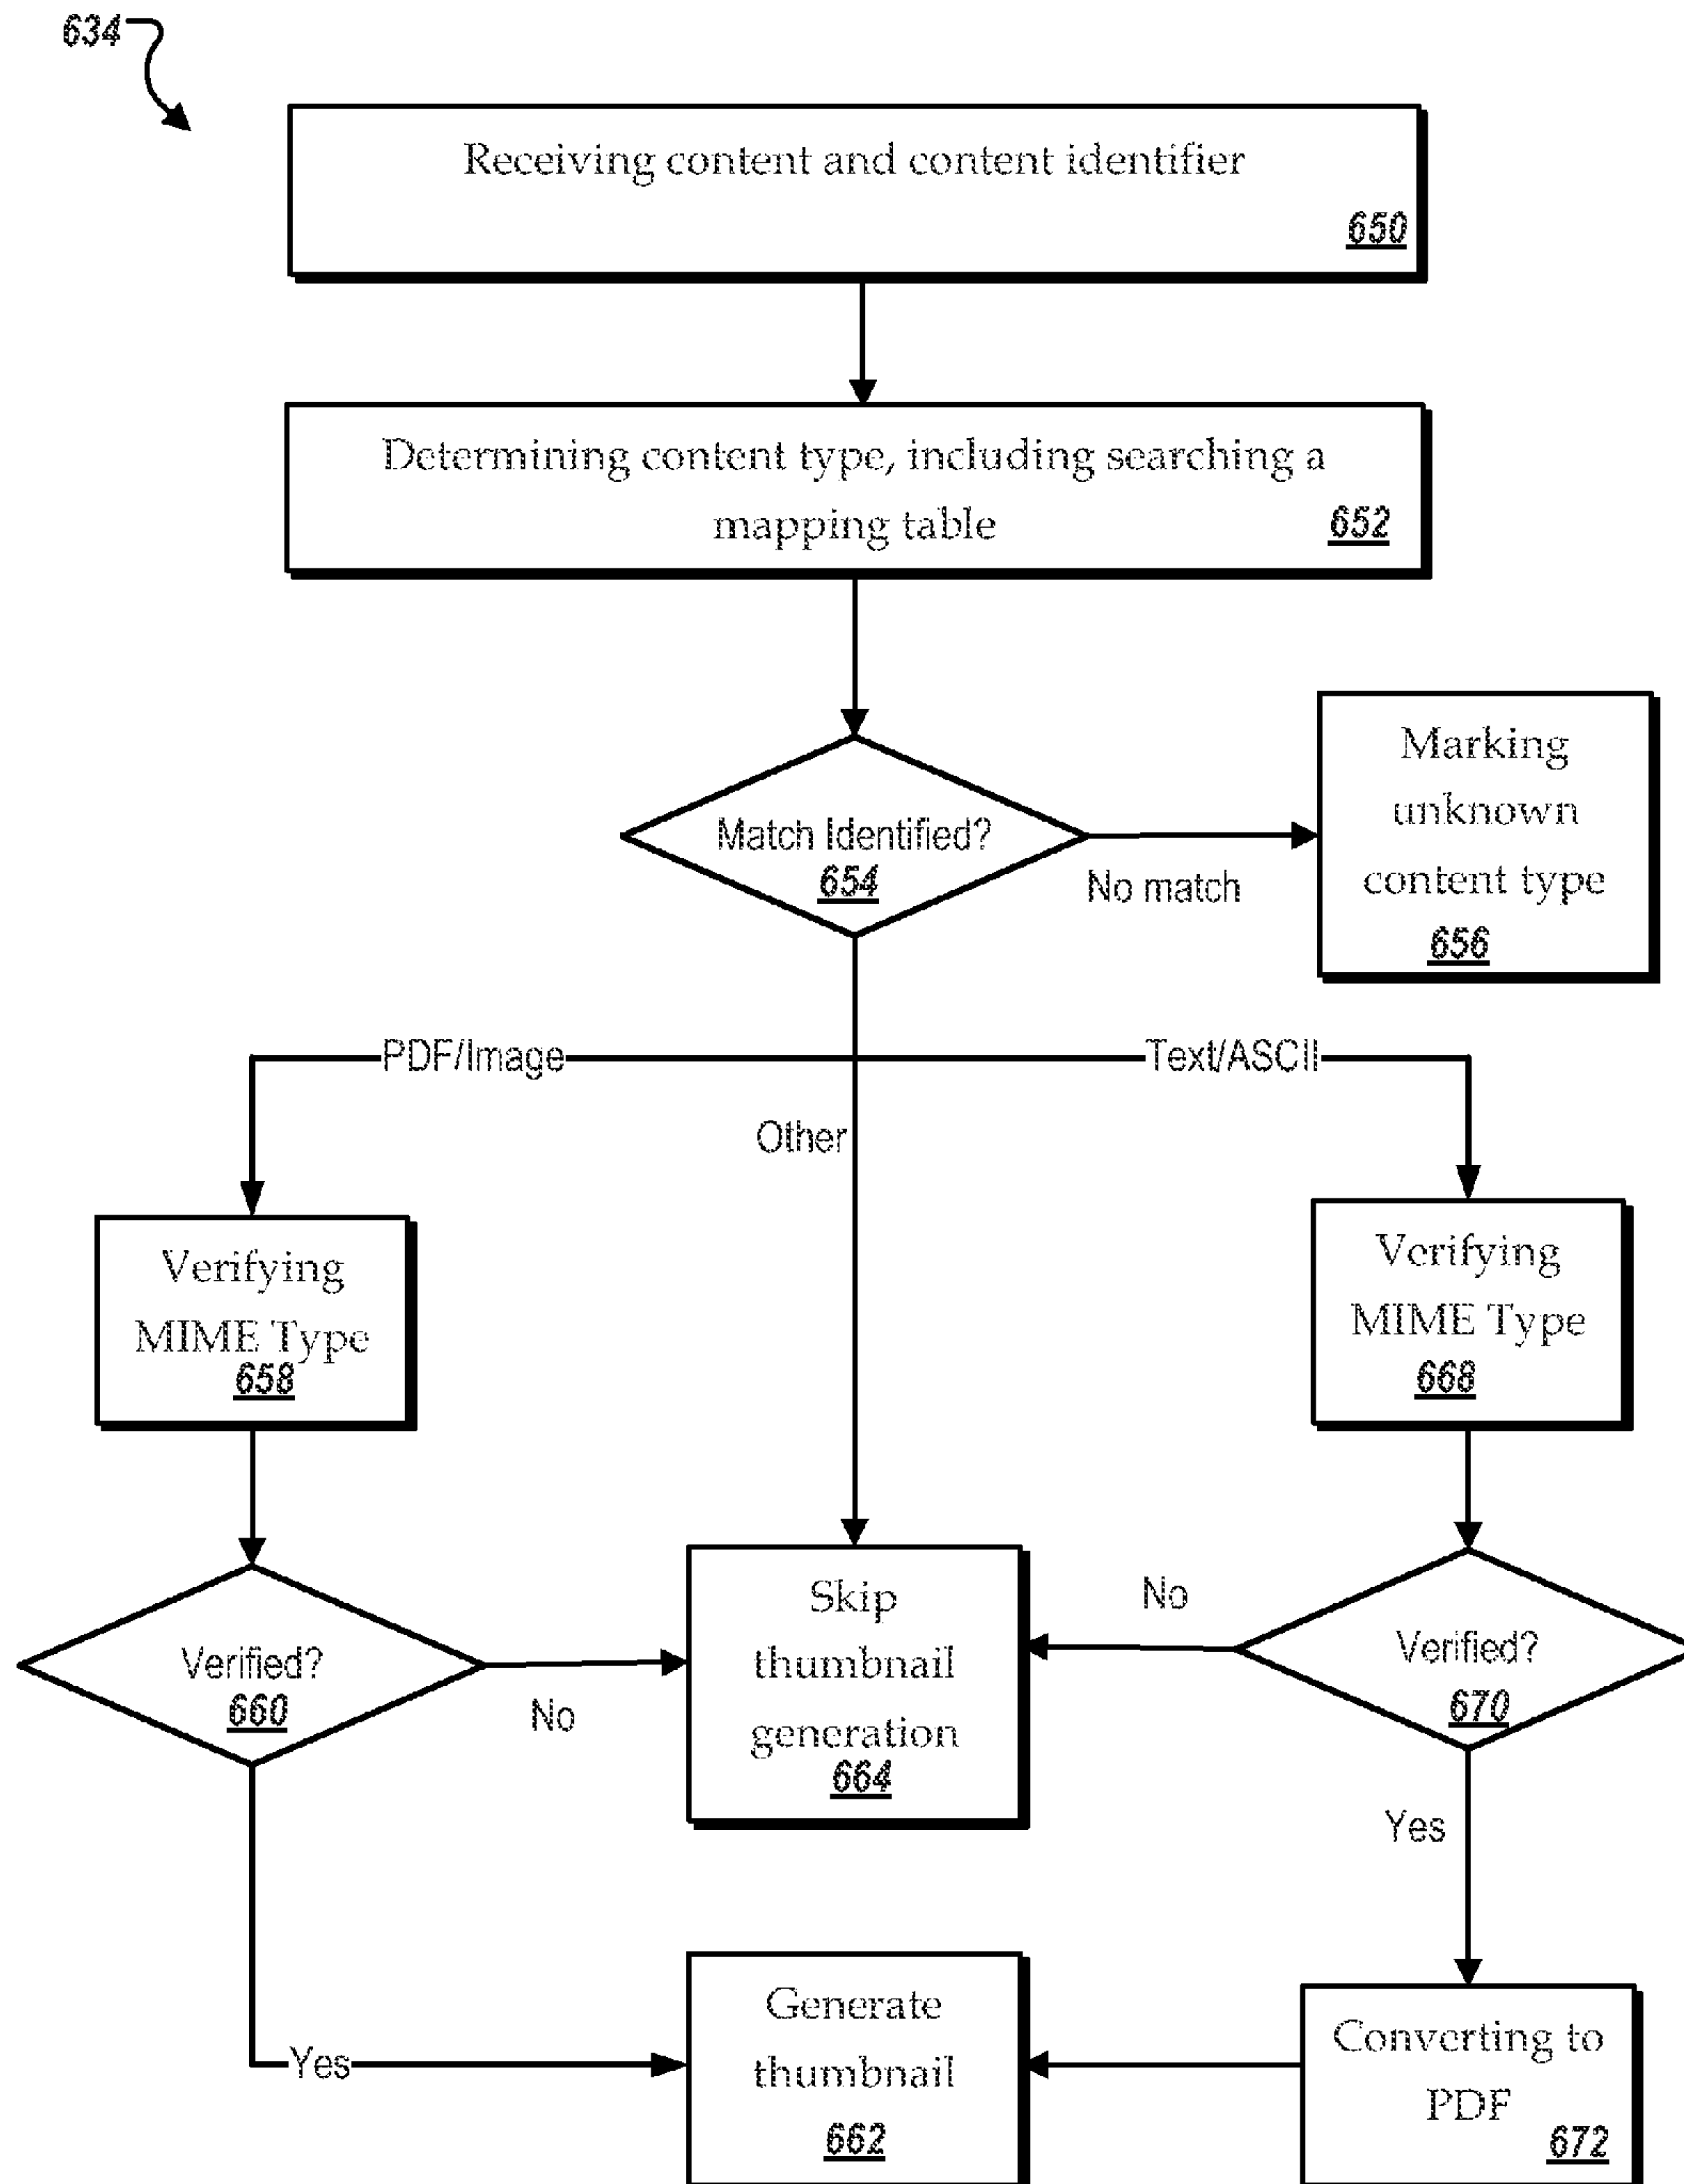 634
Receiving content and content identifier
650
Determining content type, including searching a
mapping table
652
Match Identified?
654
No match
Marking
unknown
content type
656
PDF/Image
Text/ASCII
Other
Verifying
MIME Type
658
Verifying
MIME Type
668
Verified?
660
No
Skip
thumbnail
generation
664
No
Verified?
670
Yes
Yes
Generate
thumbnail
662
Converting to
PDF
672